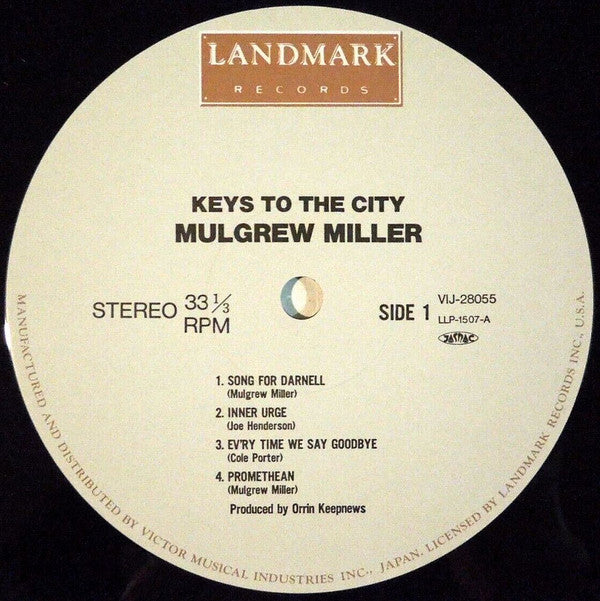 LANDMARK
RECORDS
KEYS TO THE CITY
MULGREW MILLER
STEREO 33 1/3
RPM
SIDE 1
VIJ-28055
LLP-1507-A
JASRAC
1. SONG FOR DARNELL
(Mulgrew Miller)
2. INNER URGE
(Joe Henderson)
3. EV'RY TIME WE SAY GOODBYE
(Cole Porter)
4. PROMETHEAN
(Mulgrew Miller)
Produced by Orrin Keepnews
MANUFACTURED AND DISTRIBUTED BY VICTOR MUSICAL INDUSTRIES INC., JAPAN. LICENSED BY LANDMARK RECORDS INC., U.S.A.